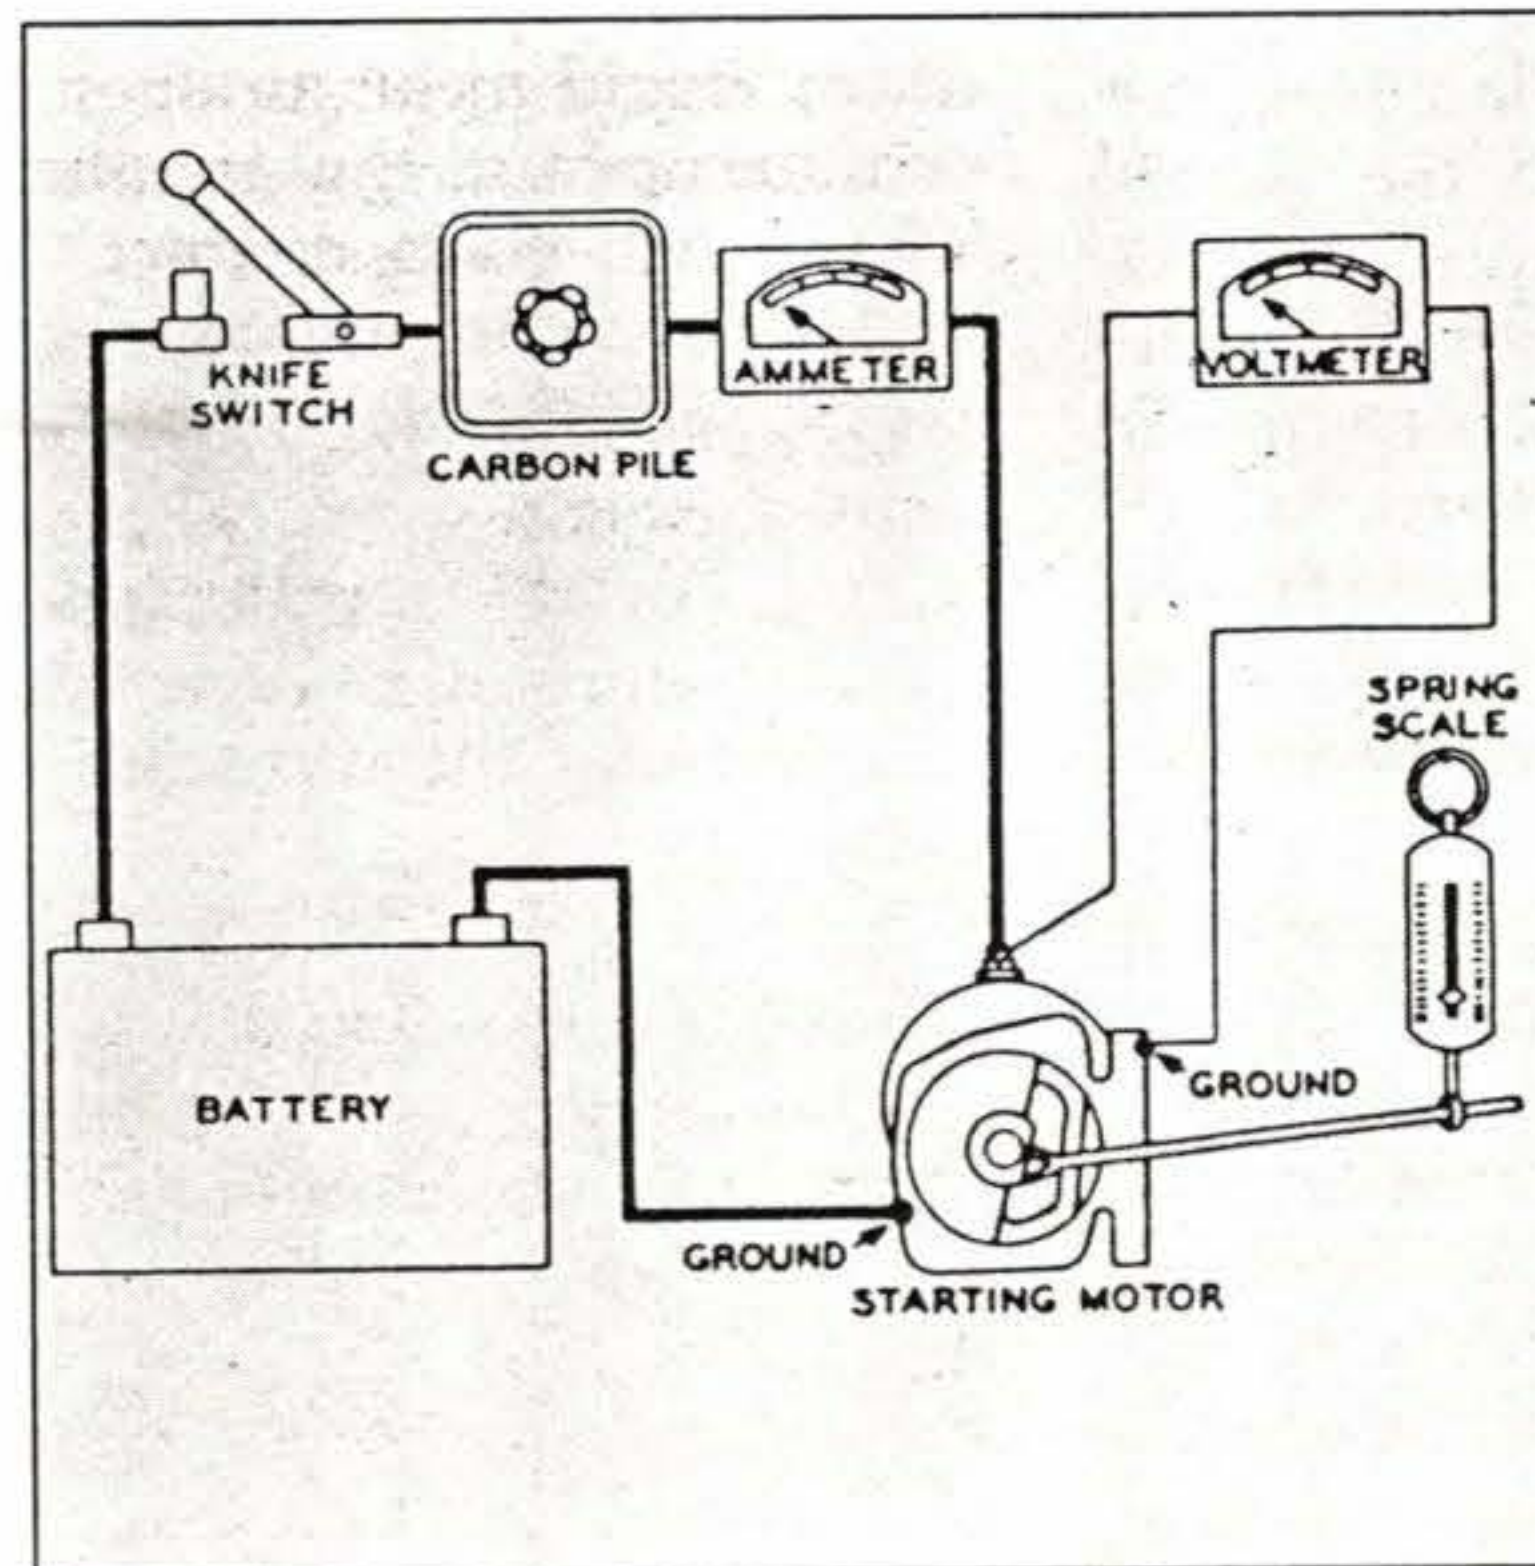 KNIFE
SWITCH
CARBON PILE
AMMETER
VOLTMETER
SPRING
SCALE
BATTERY
GROUND
GROUND
STARTING MOTOR